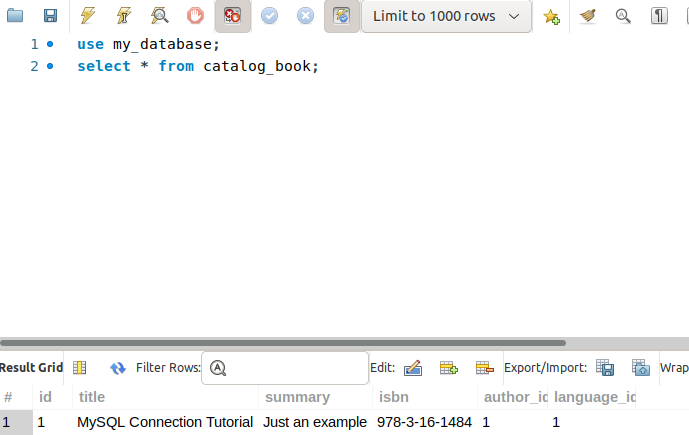 Limit to 1000 rows
1 use my_database;
2 select * from catalog_book;
Result Grid Filter Rows: Edit: Export/Import: Wrap
# id title summary isbn author_id language_id
1 1 MySQL Connection Tutorial Just an example 978-3-16-1484 1 1